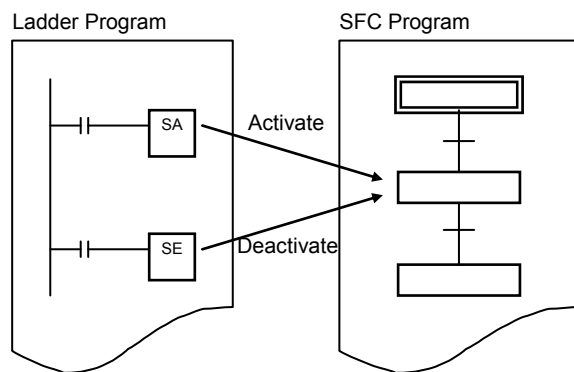 Ladder Program
SFC Program
SA
Activate
SE
Deactivate